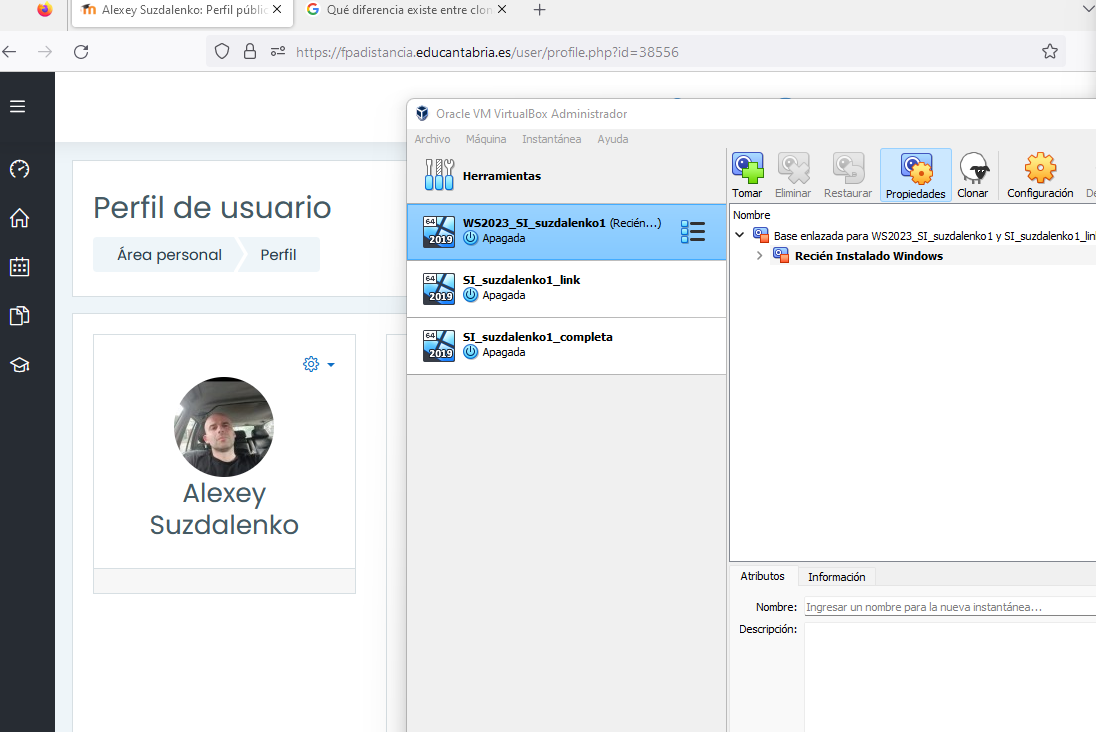 Alexey Suzdalenko: Perfil públic
Qué diferencia existe entre clon
https://fpadistancia.educantabria.es/user/profile.php?id=38556
Perfil de usuario
Área personal
Perfil
Alexey
Suzdalenko
Oracle VM VirtualBox Administrador
Archivo Máquina Instantánea Ayuda
Herramientas
64
2019
WS2023_SI_suzdalenko1 (Recién...)
Apagada
64
2019
SI_suzdalenko1_link
Apagada
64
2019
SI_suzdalenko1_completa
Apagada
Tomar Eliminar Restaurar Propiedades Clonar Configuración De
Nombre
Base enlazada para WS2023_SI_suzdalenko1 y SI_suzdalenko1_lin
Recién Instalado Windows
Atributos Información
Nombre: Ingresar un nombre para la nueva instantánea...
Descripción: